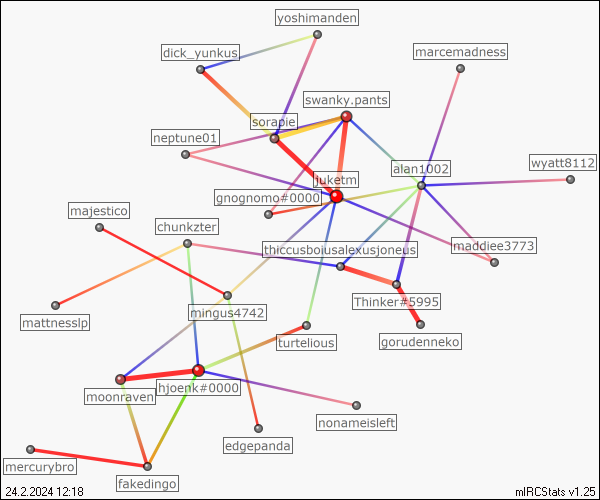 yoshimanden
dick_yunkus
marcemadness
swanky.pants
sorapie
neptune01
wyatt8112
alan1002
juketm
gnognomo#0000
majestico
chunkzter
maddiee3773
thiccusboiusalexusjoneus
Thinker#5995
mingus4742
mattnesslp
gorudenneko
turtelious
hjoenk#0000
moonraven
nonameisleft
edgepanda
mercurybro
fakedingo
24.2.2024 12:18
mIRCStats v1.25